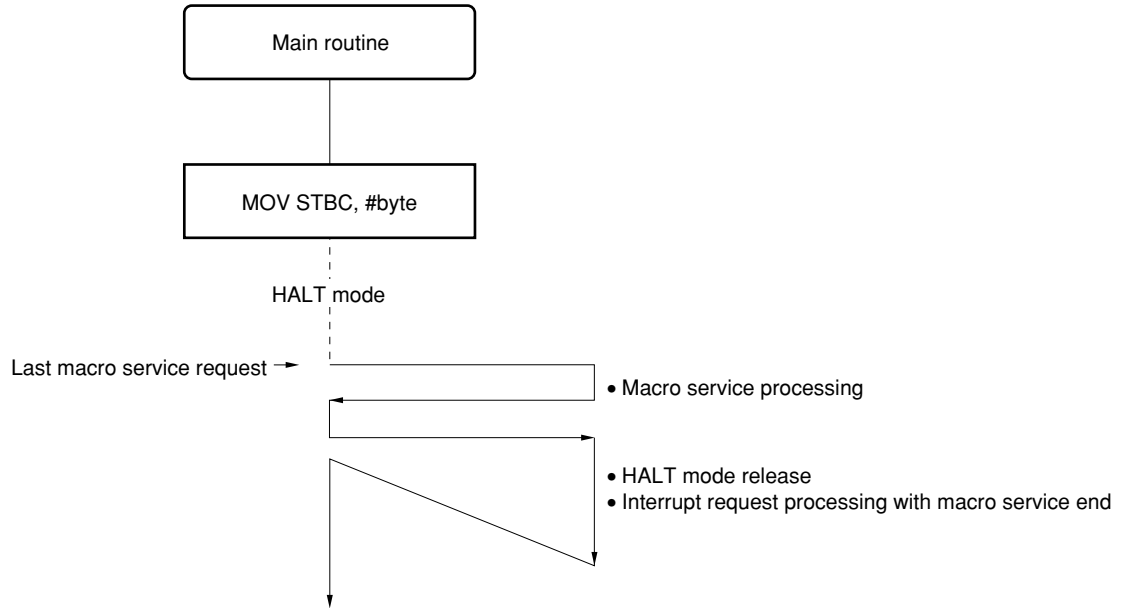 Main routine
MOV STBC, #byte
HALT mode
Last macro service request
• Macro service processing
• HALT mode release
• Interrupt request processing with macro service end